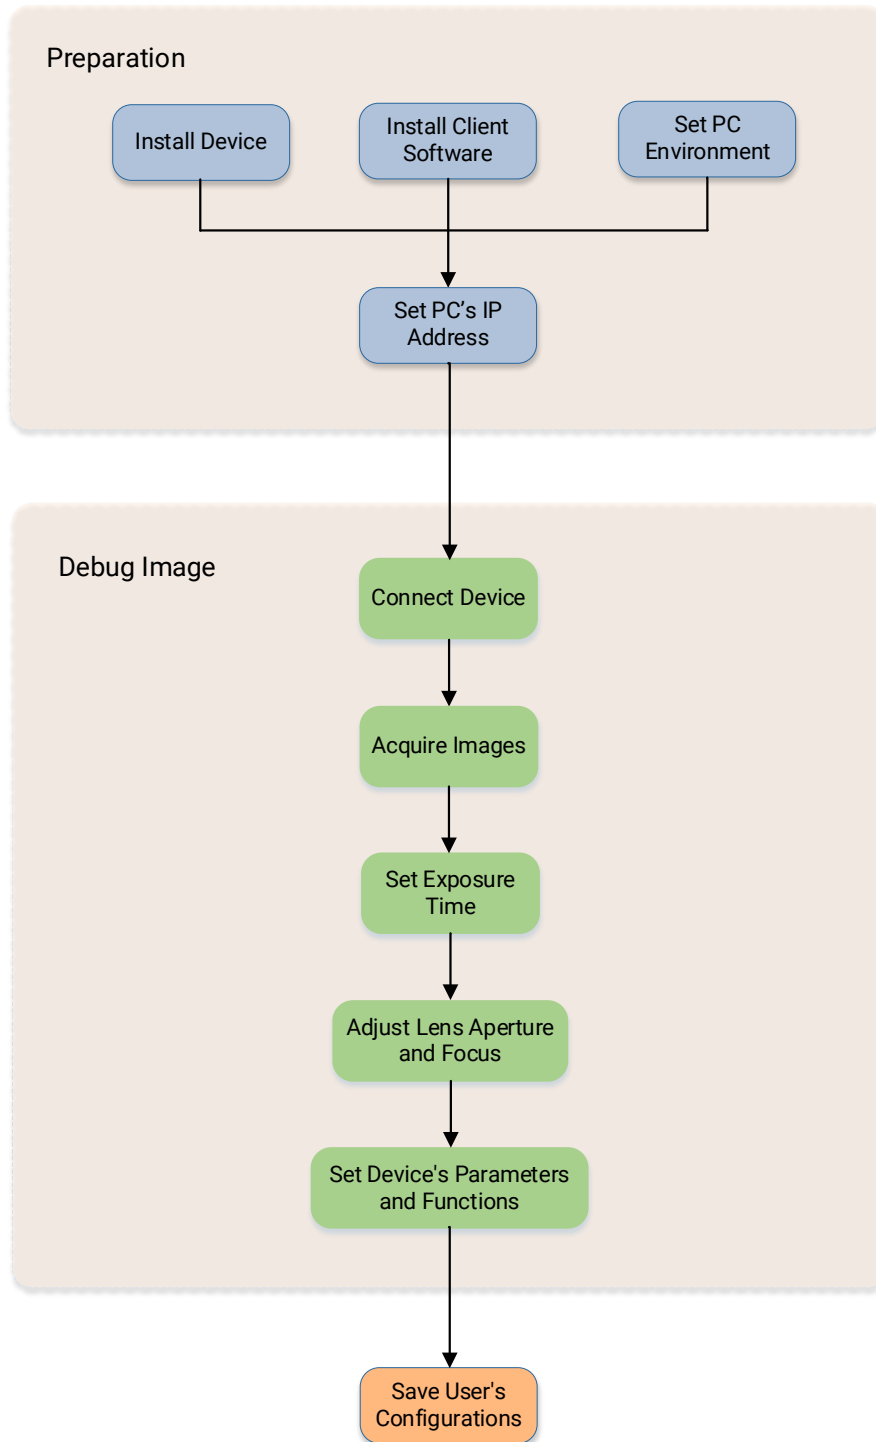 Preparation
Install Device
Install Client
Software
Set PC
Environment
Set PC’s IP
Address
Debug Image
Connect Device
Acquire Images
Set Exposure
Time
Adjust Lens Aperture
and Focus
Set Device's Parameters
and Functions
Save User's
Configurations